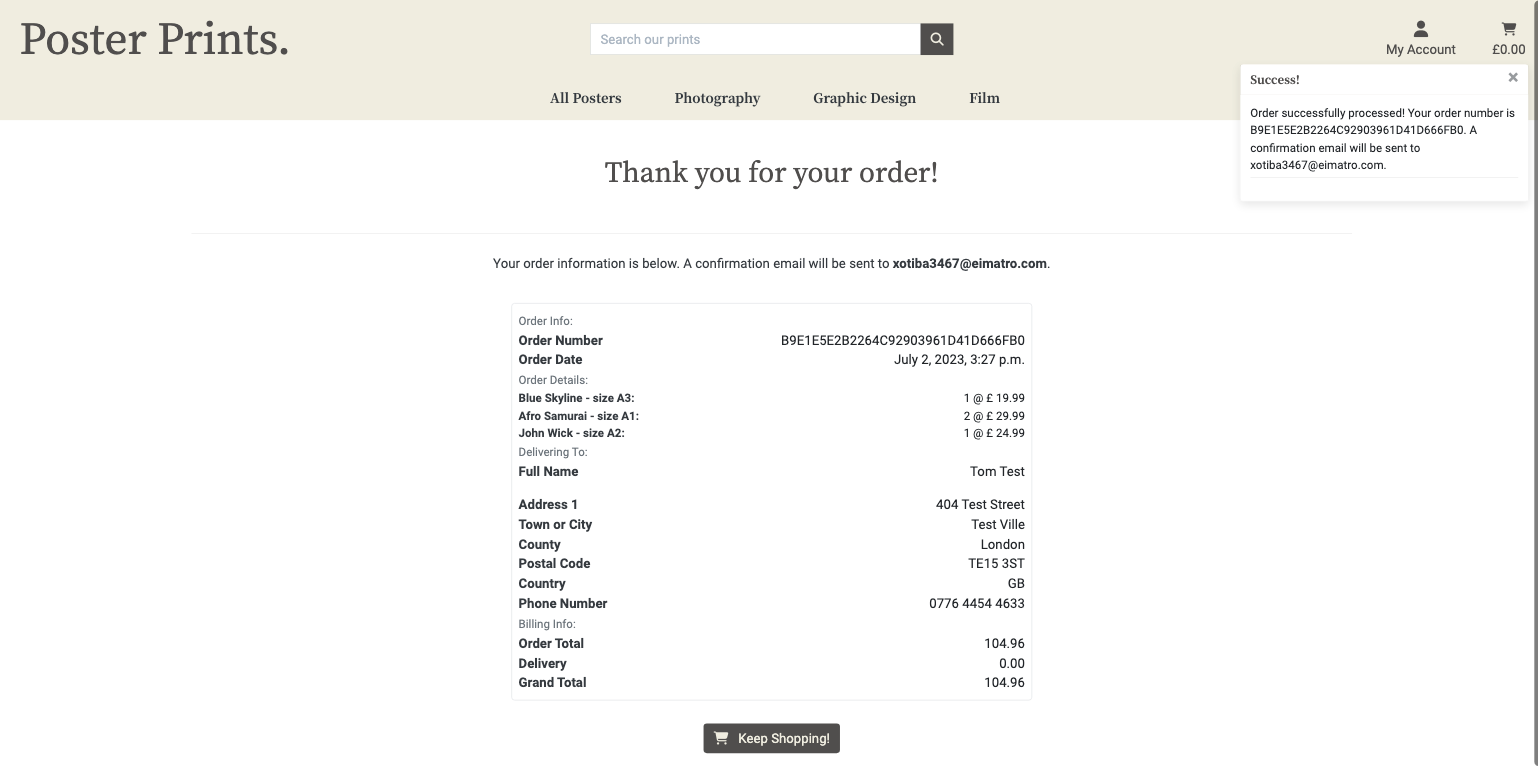 Poster Prints.
Search our prints
My Account
£0.00
All Posters
Photography
Graphic Design
Film
Success!
Order successfully processed! Your order number is
B9E1E5E2B2264C92903961D41D666FB0. A
confirmation email will be sent to
xotiba3467@eimatro.com.
Thank you for your order!
Your order information is below. A confirmation email will be sent to xotiba3467@eimatro.com.
Order Info:
Order Number B9E1E5E2B2264C92903961D41D666FB0
Order Date July 2, 2023, 3:27 p.m.
Order Details:
Blue Skyline - size A3: 1 @ £ 19.99
Afro Samurai - size A1: 2 @ £ 29.99
John Wick - size A2: 1 @ £ 24.99
Delivering To:
Full Name Tom Test
Address 1 404 Test Street
Town or City Test Ville
County London
Postal Code TE15 3ST
Country GB
Phone Number 0776 4454 4633
Billing Info:
Order Total 104.96
Delivery 0.00
Grand Total 104.96
Keep Shopping!